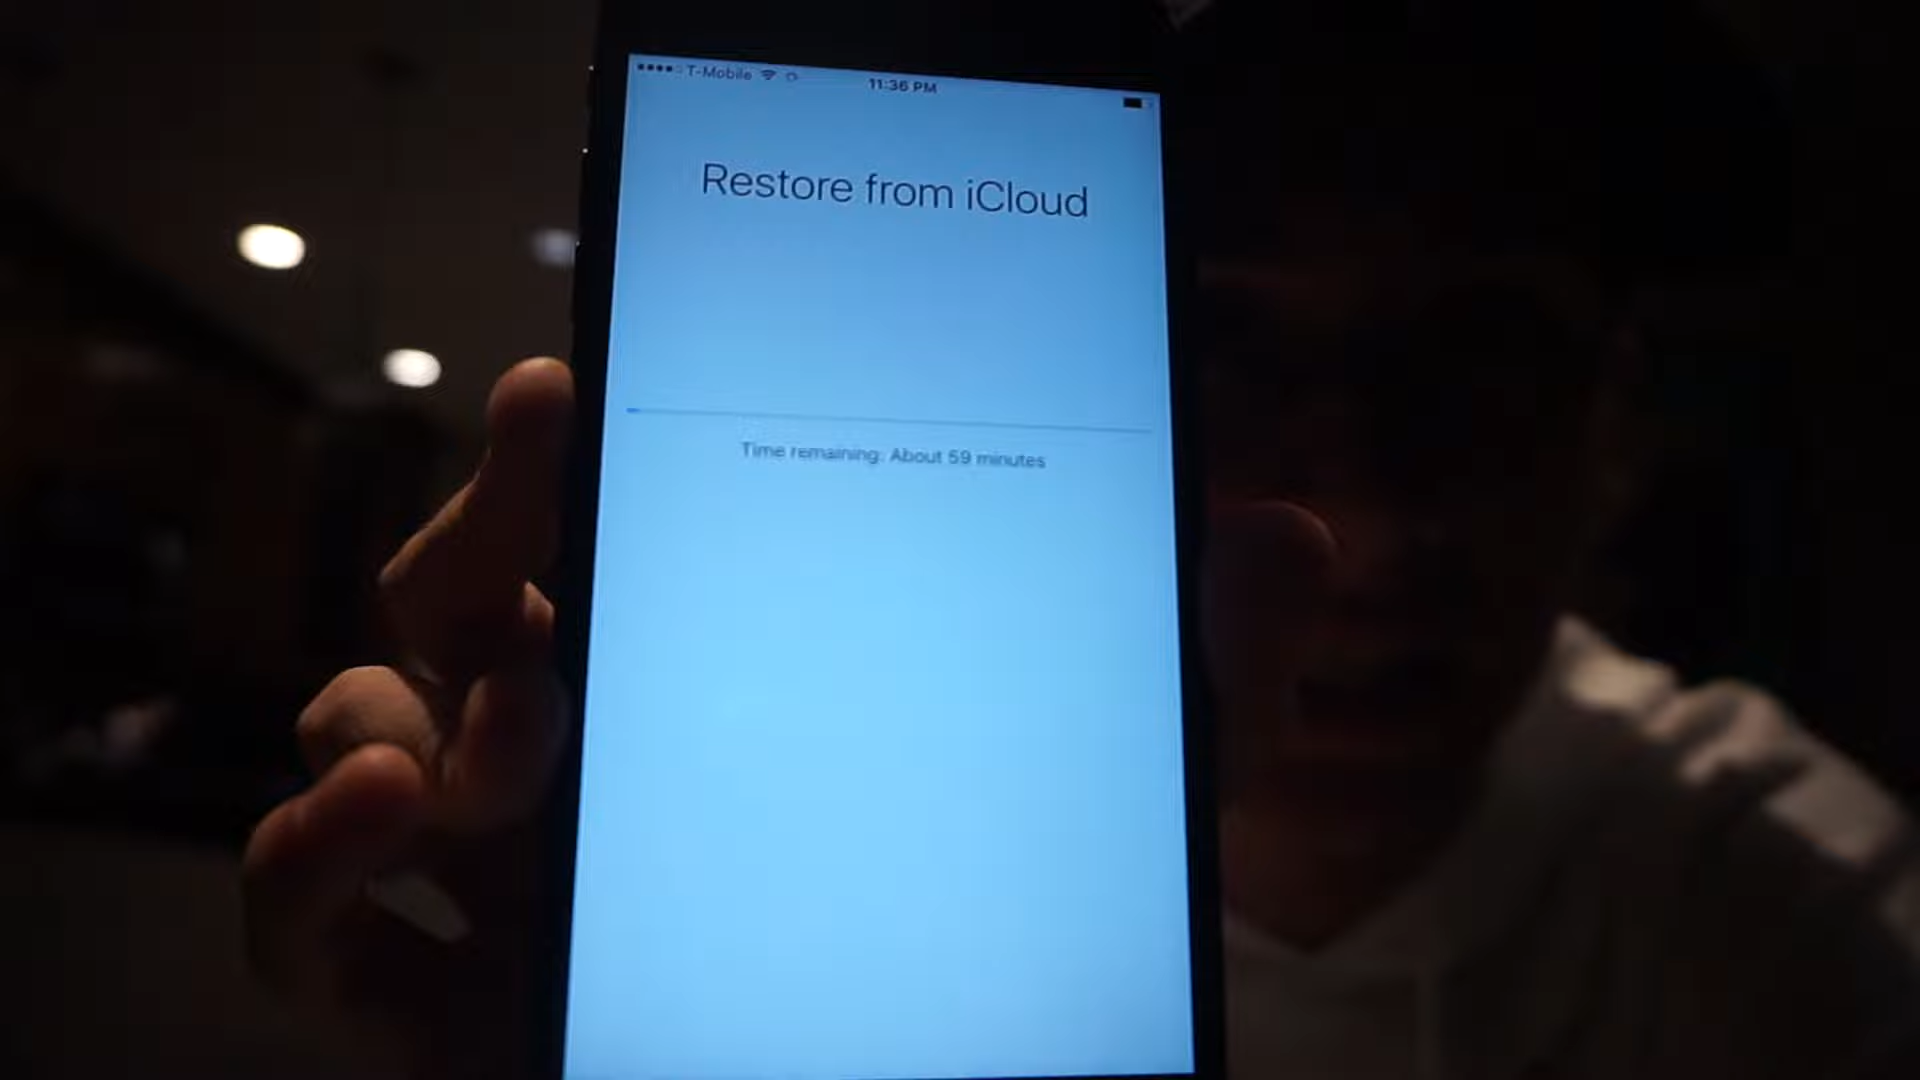 T-Mobile
11:36 PM
Restore from iCloud
Time remaining: About 59 minutes